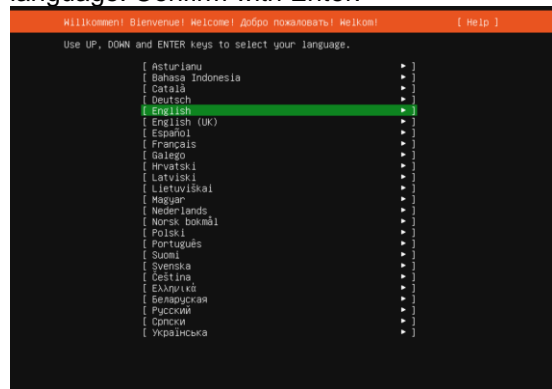 language. Confirm with Enter.
Willkommen! Bienvenue! Welcome! Добро пожаловать! Welkom! [ Help ]
Use UP, DOWN and ENTER keys to select your language.
[ Asturianu ▸ ]
[ Bahasa Indonesia ▸ ]
[ Català ▸ ]
[ Deutsch ▸ ]
[ English ▸ ]
[ English (UK) ▸ ]
[ Español ▸ ]
[ Français ▸ ]
[ Galego ▸ ]
[ Hrvatski ▸ ]
[ Latviski ▸ ]
[ Lietuviškai ▸ ]
[ Magyar ▸ ]
[ Nederlands ▸ ]
[ Norsk bokmål ▸ ]
[ Polski ▸ ]
[ Português ▸ ]
[ Suomi ▸ ]
[ Svenska ▸ ]
[ Čeština ▸ ]
[ Ελληνικά ▸ ]
[ Беларуская ▸ ]
[ Русский ▸ ]
[ Српски ▸ ]
[ Українська ▸ ]